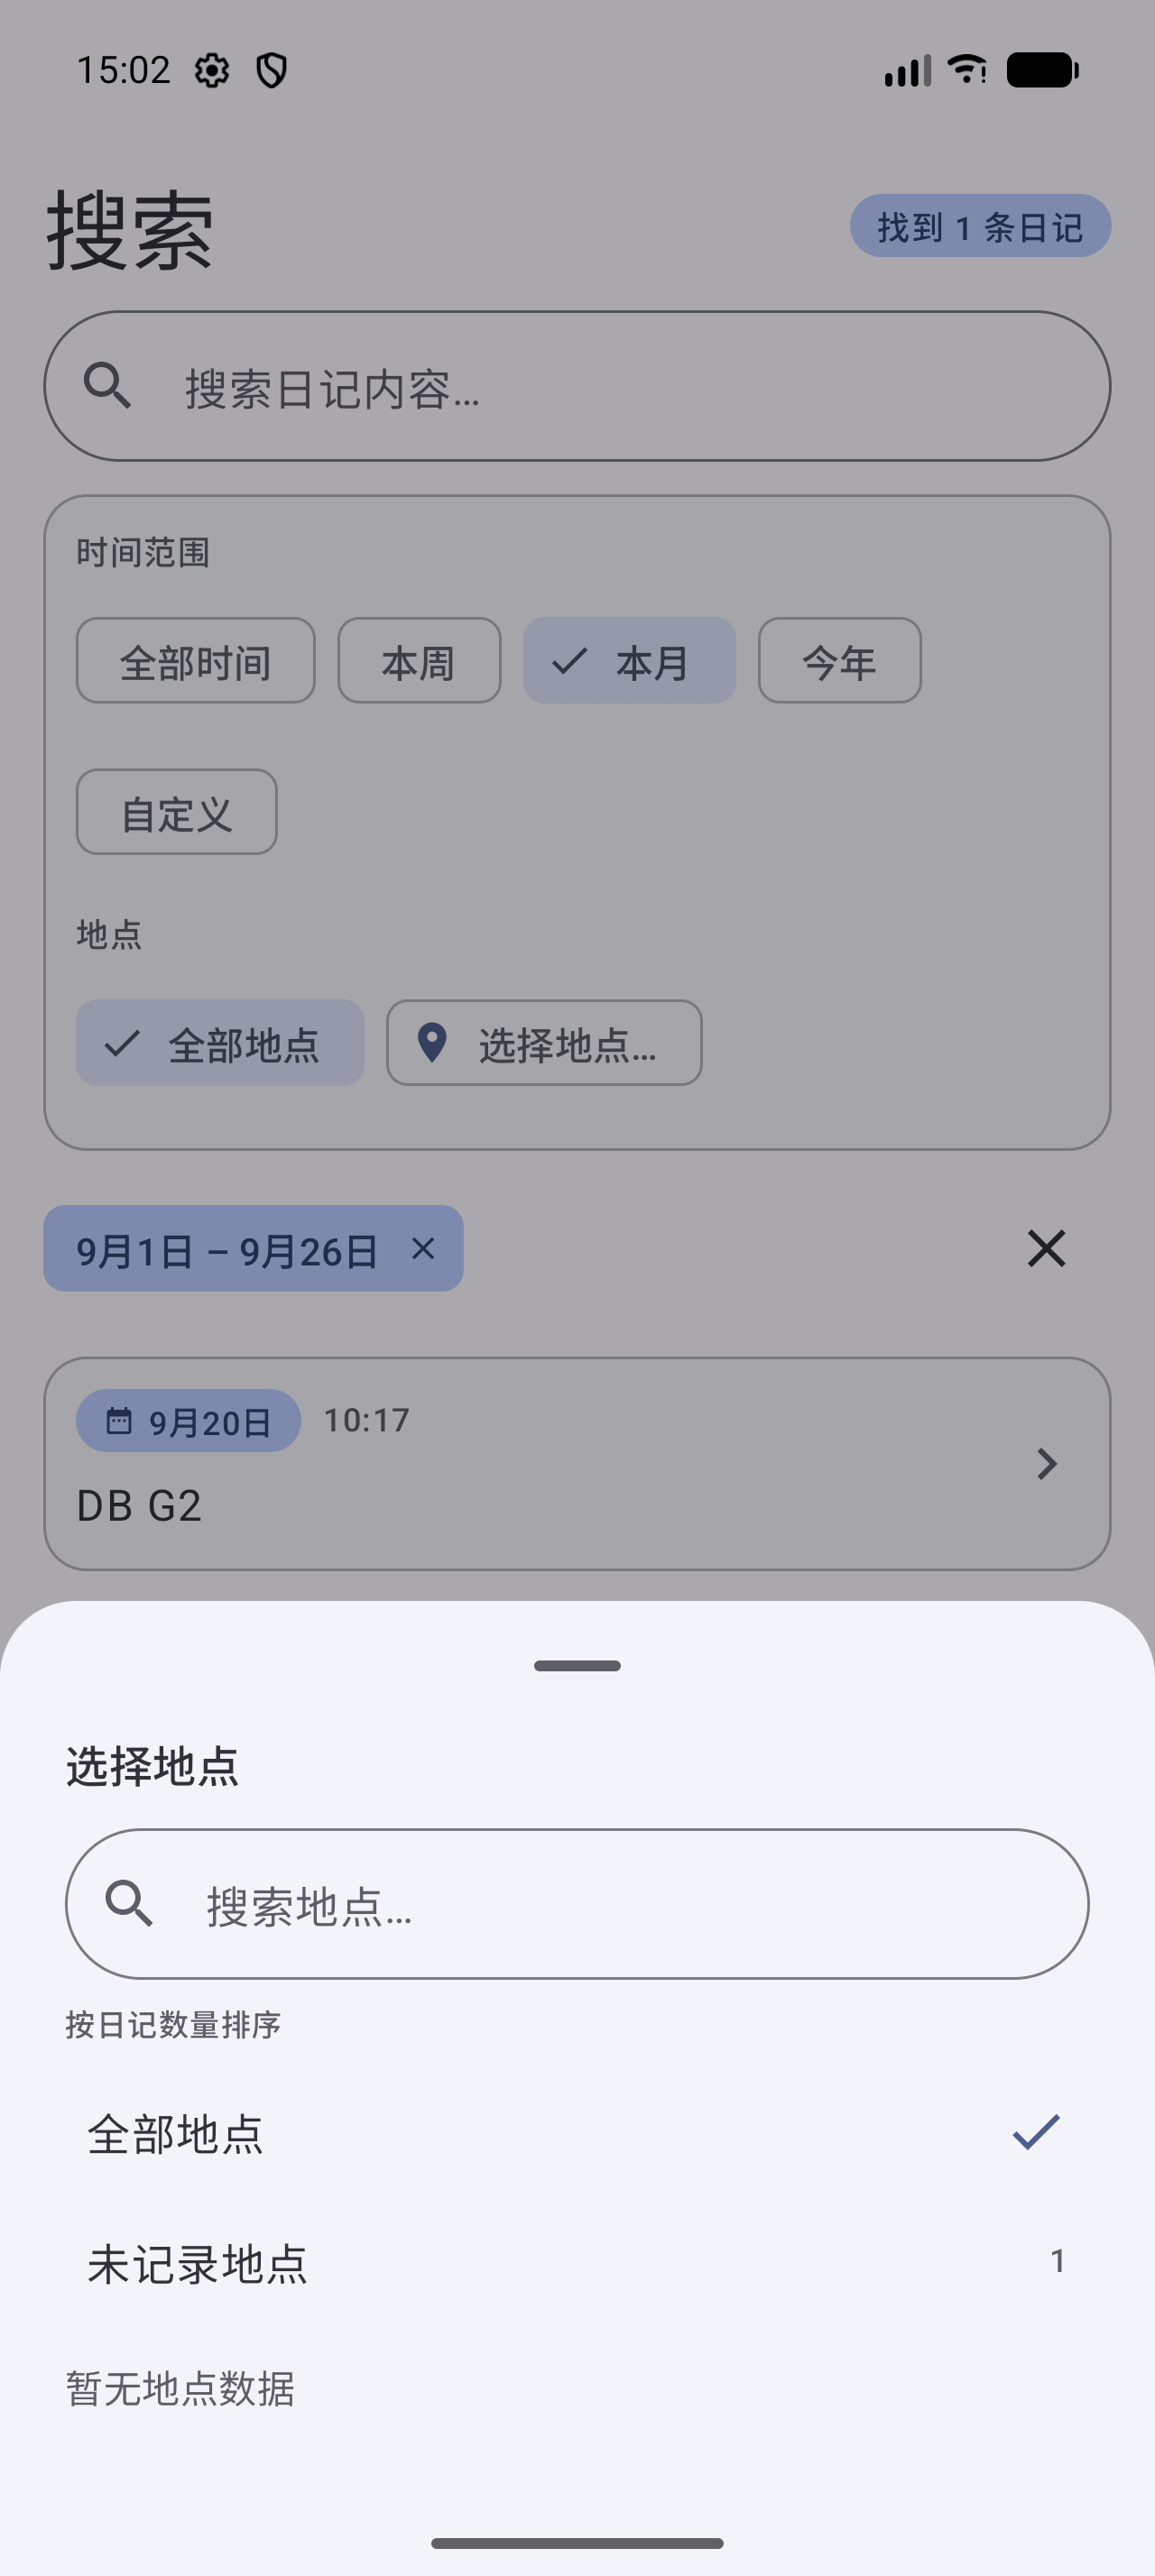 15:02
搜索
找到 1 条日记
搜索日记内容...
时间范围
全部时间
本周
本月
今年
自定义
地点
全部地点
选择地点...
9月1日 – 9月26日
9月20日
10:17
DB G2
选择地点
搜索地点...
按日记数量排序
全部地点
未记录地点
1
暂无地点数据